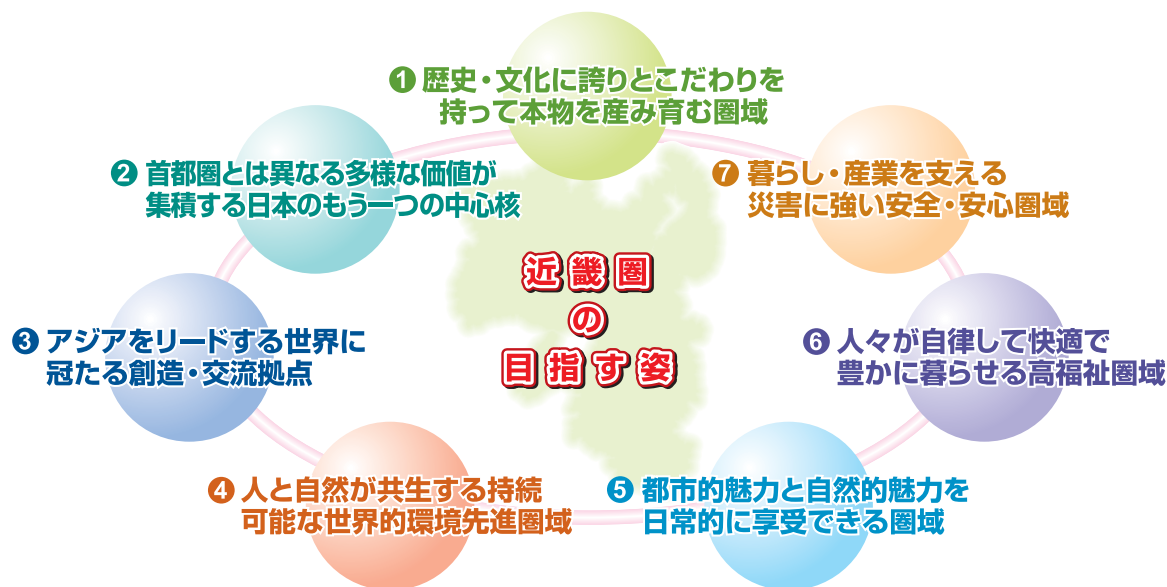 ❶ 歴史・文化に誇りとこだわりを
持って本物を産み育む圏域
❷ 首都圏とは異なる多様な価値が
集積する日本のもう一つの中心核
❸ アジアをリードする世界に
冠たる創造・交流拠点
❹ 人と自然が共生する持続
可能な世界的環境先進圏域
❺ 都市的魅力と自然的魅力を
日常的に享受できる圏域
❻ 人々が自律して快適で
豊かに暮らせる高福祉圏域
❼ 暮らし・産業を支える
災害に強い安全・安心圏域
近畿圏
の
目指す姿